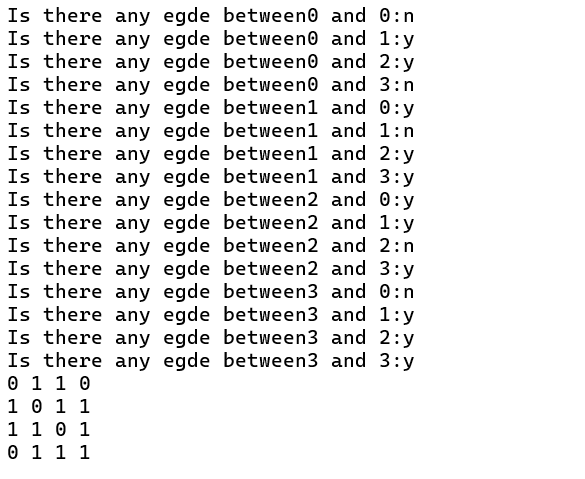 Is there any egde between0 and 0:n
Is there any egde between0 and 1:y
Is there any egde between0 and 2:y
Is there any egde between0 and 3:n
Is there any egde between1 and 0:y
Is there any egde between1 and 1:n
Is there any egde between1 and 2:y
Is there any egde between1 and 3:y
Is there any egde between2 and 0:y
Is there any egde between2 and 1:y
Is there any egde between2 and 2:n
Is there any egde between2 and 3:y
Is there any egde between3 and 0:n
Is there any egde between3 and 1:y
Is there any egde between3 and 2:y
Is there any egde between3 and 3:y
0 1 1 0
1 0 1 1
1 1 0 1
0 1 1 1